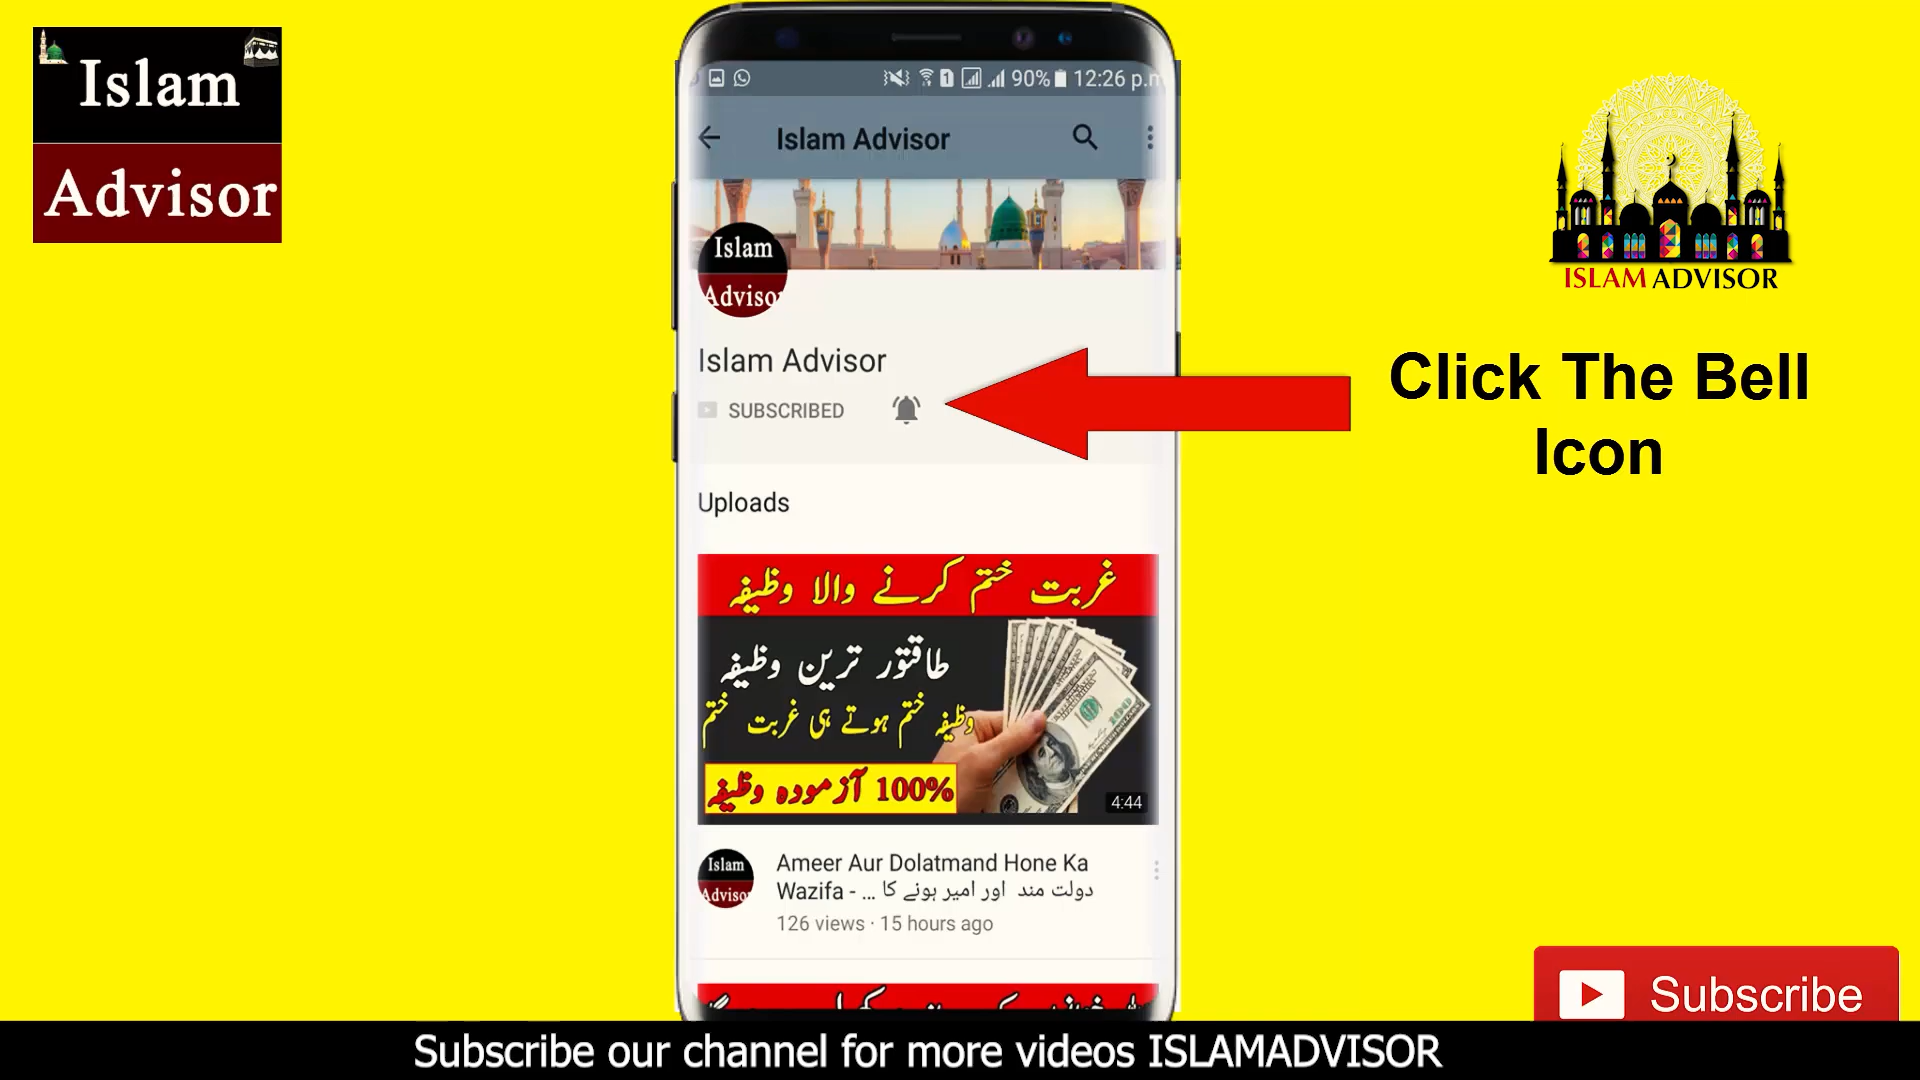 Islam
Advisor
90% 12:26 p.m
Islam Advisor
Islam
Advisor
ISLAM ADVISOR
Islam Advisor
SUBSCRIBED
Click The Bell
Icon
Uploads
غربت ختم کرنے والا وظیفہ
طاقتور ترین وظیفہ
وظیفہ ختم ہوتے ہی غربت ختم
100% آزمودہ وظیفہ
4:44
Islam
Advisor
Ameer Aur Dolatmand Hone Ka
Wazifa - ... دولت مند اور امیر ہونے کا
126 views · 15 hours ago
Subscribe
Subscribe our channel for more videos ISLAMADVISOR